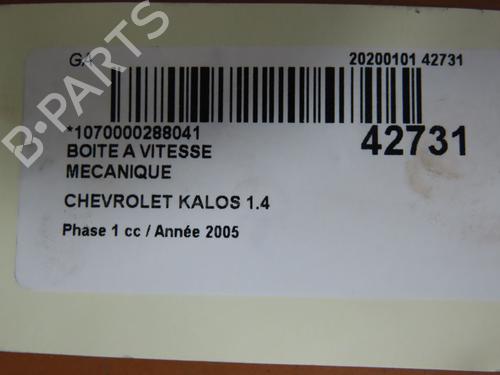 GA 20200101 42731
*1070000288041 42731
BOITE A VITESSE
MECANIQUE
CHEVROLET KALOS 1.4
Phase 1 cc / Année 2005
B-PARTS